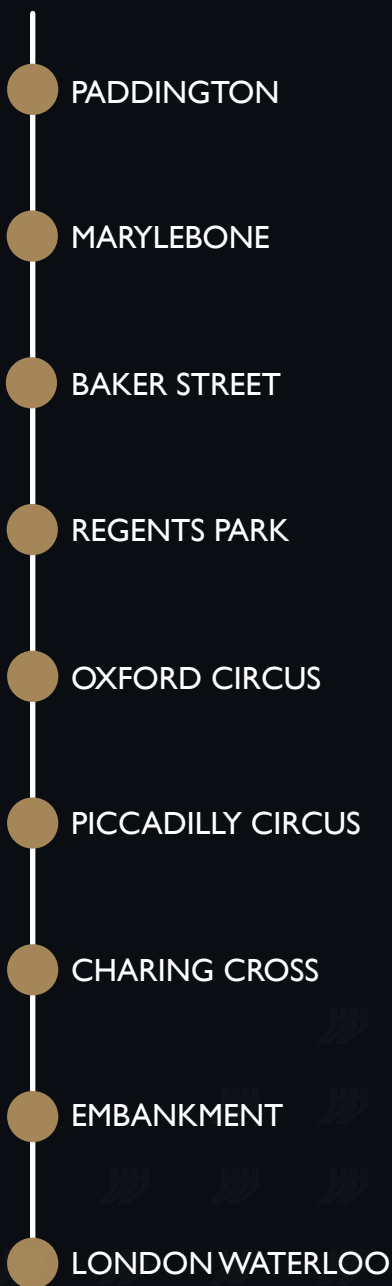 PADDINGTON
MARYLEBONE
BAKER STREET
REGENTS PARK
OXFORD CIRCUS
PICCADILLY CIRCUS
CHARING CROSS
EMBANKMENT
LONDON WATERLOO